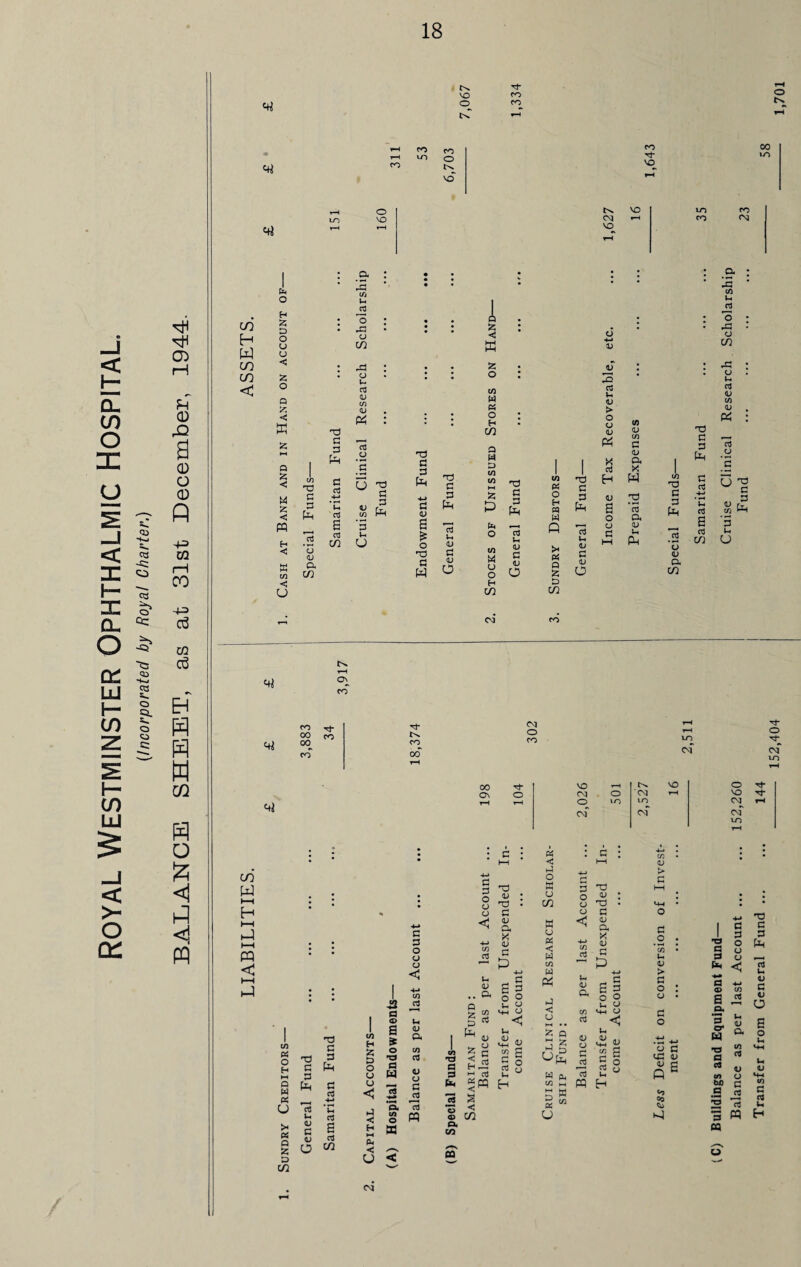 18
ROYAL WESTMINSTER OPHTHALMIC HOSPITAL.
(Incorporated by Royal Charter.)
BALANCE SHEET, as at 31st December, 1944.
LIABILITIES. £ £ £
1. SUNDRY CREDITORS—
General Fund ... 3,883
Samaritan Fund ... 34
3,917
2. CAPITAL ACCOUNTS—
(A) Hospital Endowments—
Balance as per last Account ... 18,374
(B) Special Funds—
SAMARITAN FUND:
Balance as per last Account ... 198
Transfer from Unexpended In-
come Account ... 104
302
CRUISE CLINICAL RESEARCH SCHOLAR-
SHIP FUND:
Balance as per last Account ... 2,026
Transfer from Unexpended In-
come Account ... 501
2,527
Less Deficit on conversion of Invest-
ment ... 16
2,511
(C) Buildings and Equipment Fund—
Balance as per last Account ... 152,260
Transfer from General Fund ... 144
152,404
ASSETS. £ £ £
1. CASH AT BANK AND IN HAND ON ACCOUNT OF—
Special Funds—
Samaritan Fund ... 151
Cruise Clinical Research Scholarship
Fund ... 160
311
Endowment Fund ... 53
General Fund ... 6,703
7,067
2. STOCKS OF UNISSUED STORES ON HAND—
General Fund ... 1,334
3. SUNDRY DEBTORS—
General Fund—
Income Tax Recoverable, etc. ... 1,627
Prepaid Expenses ... 16
1,643
Special Funds—
Samaritan Fund ... 35
Cruise Clinical Research Scholarship
Fund ... 23
58
1,701